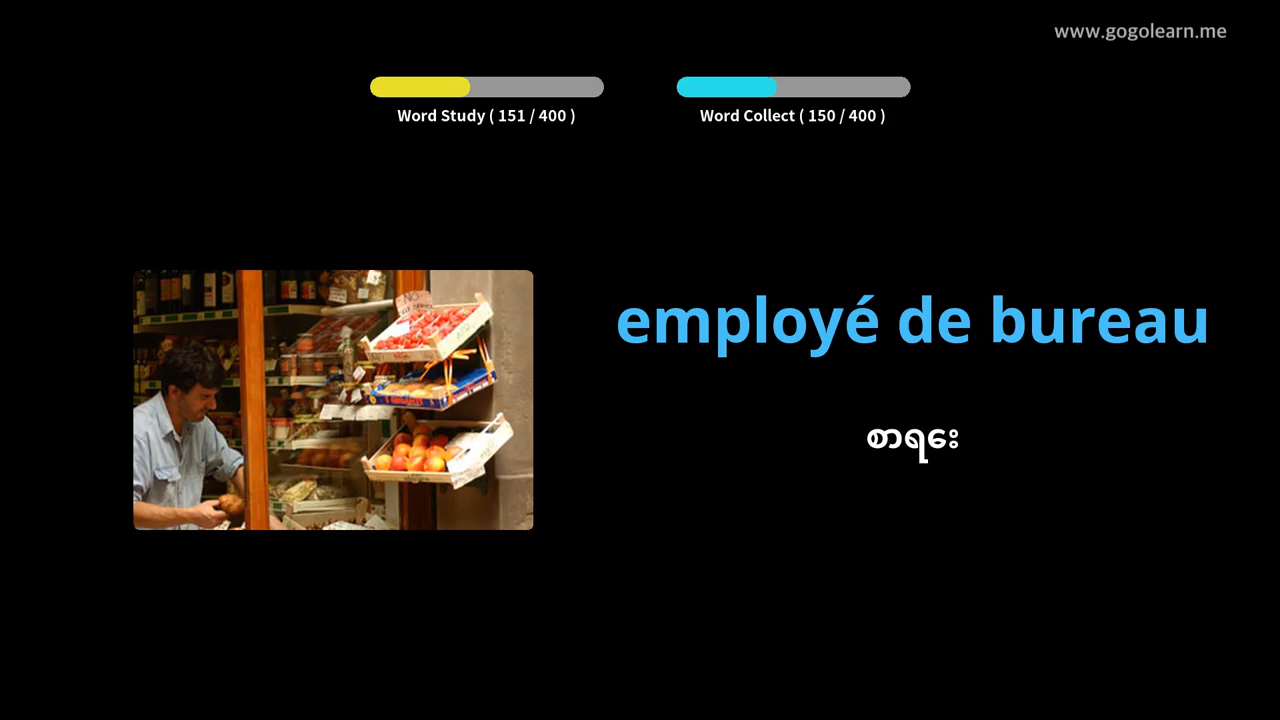 www.gogolearn.me
Word Study ( 151 / 400 )
Word Collect ( 150 / 400 )
employé de bureau
စာရေး
NO